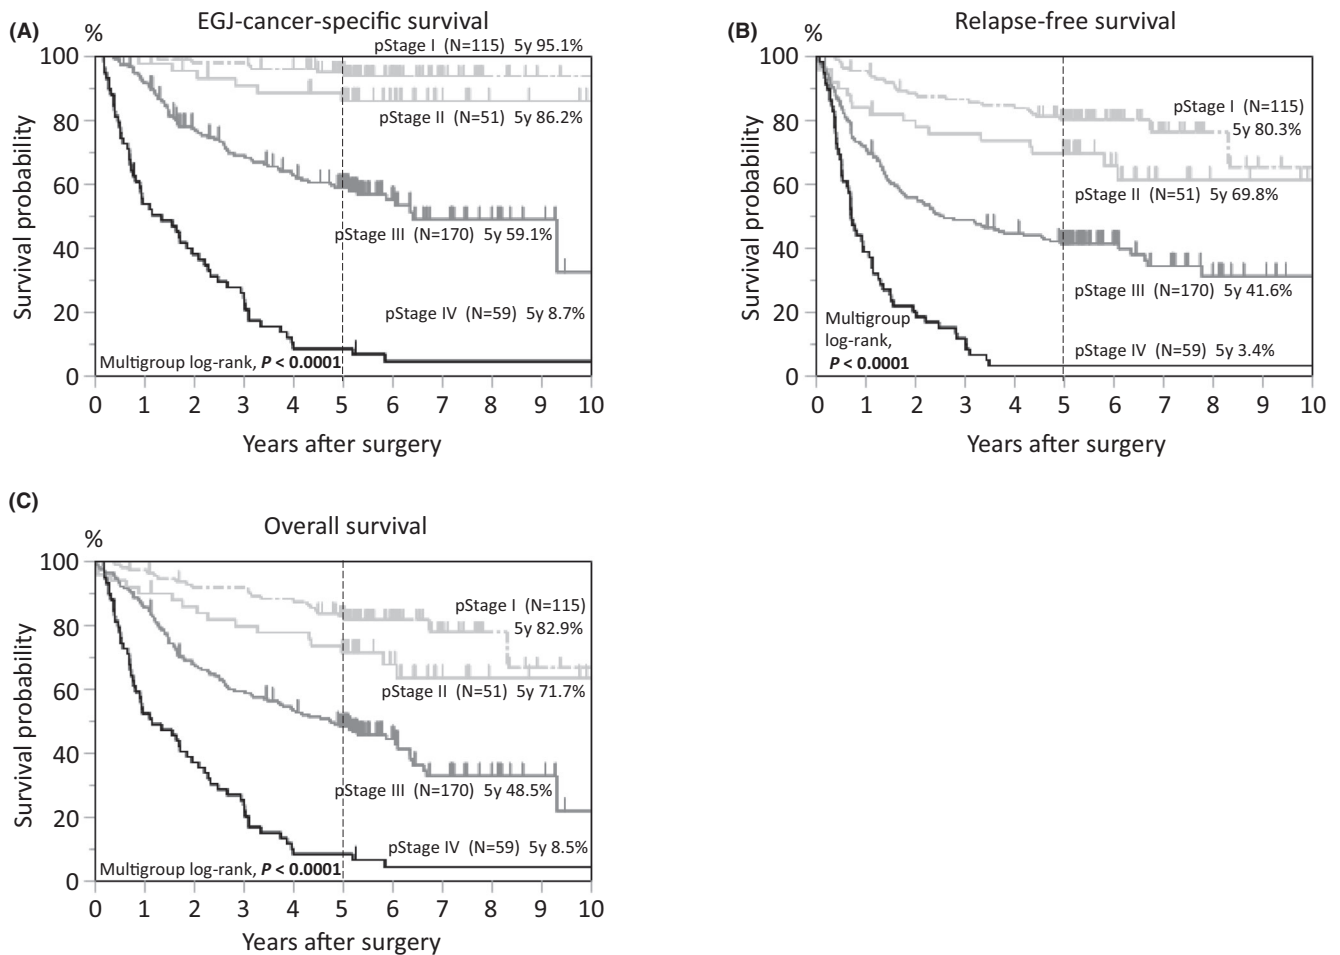 (A)
EGJ-cancer-specific survival
%
pStage I (N=115) 5y 95.1%
100
80
60
40
20
0
Survival probability
pStage II (N=51) 5y 86.2%
pStage III (N=170) 5y 59.1%
pStage IV (N=59) 5y 8.7%
Multigroup log-rank, P < 0.0001
0 1 2 3 4 5 6 7 8 9 10
Years after surgery
(B)
Relapse-free survival
%
100
80
60
40
20
0
Survival probability
pStage I (N=115)
5y 80.3%
pStage II (N=51) 5y 69.8%
pStage III (N=170) 5y 41.6%
pStage IV (N=59) 5y 3.4%
Multigroup
log-rank,
P < 0.0001
0 1 2 3 4 5 6 7 8 9 10
Years after surgery
(C)
Overall survival
%
100
80
60
40
20
0
Survival probability
pStage I (N=115)
5y 82.9%
pStage II (N=51) 5y 71.7%
pStage III (N=170) 5y 48.5%
pStage IV (N=59) 5y 8.5%
Multigroup log-rank, P < 0.0001
0 1 2 3 4 5 6 7 8 9 10
Years after surgery